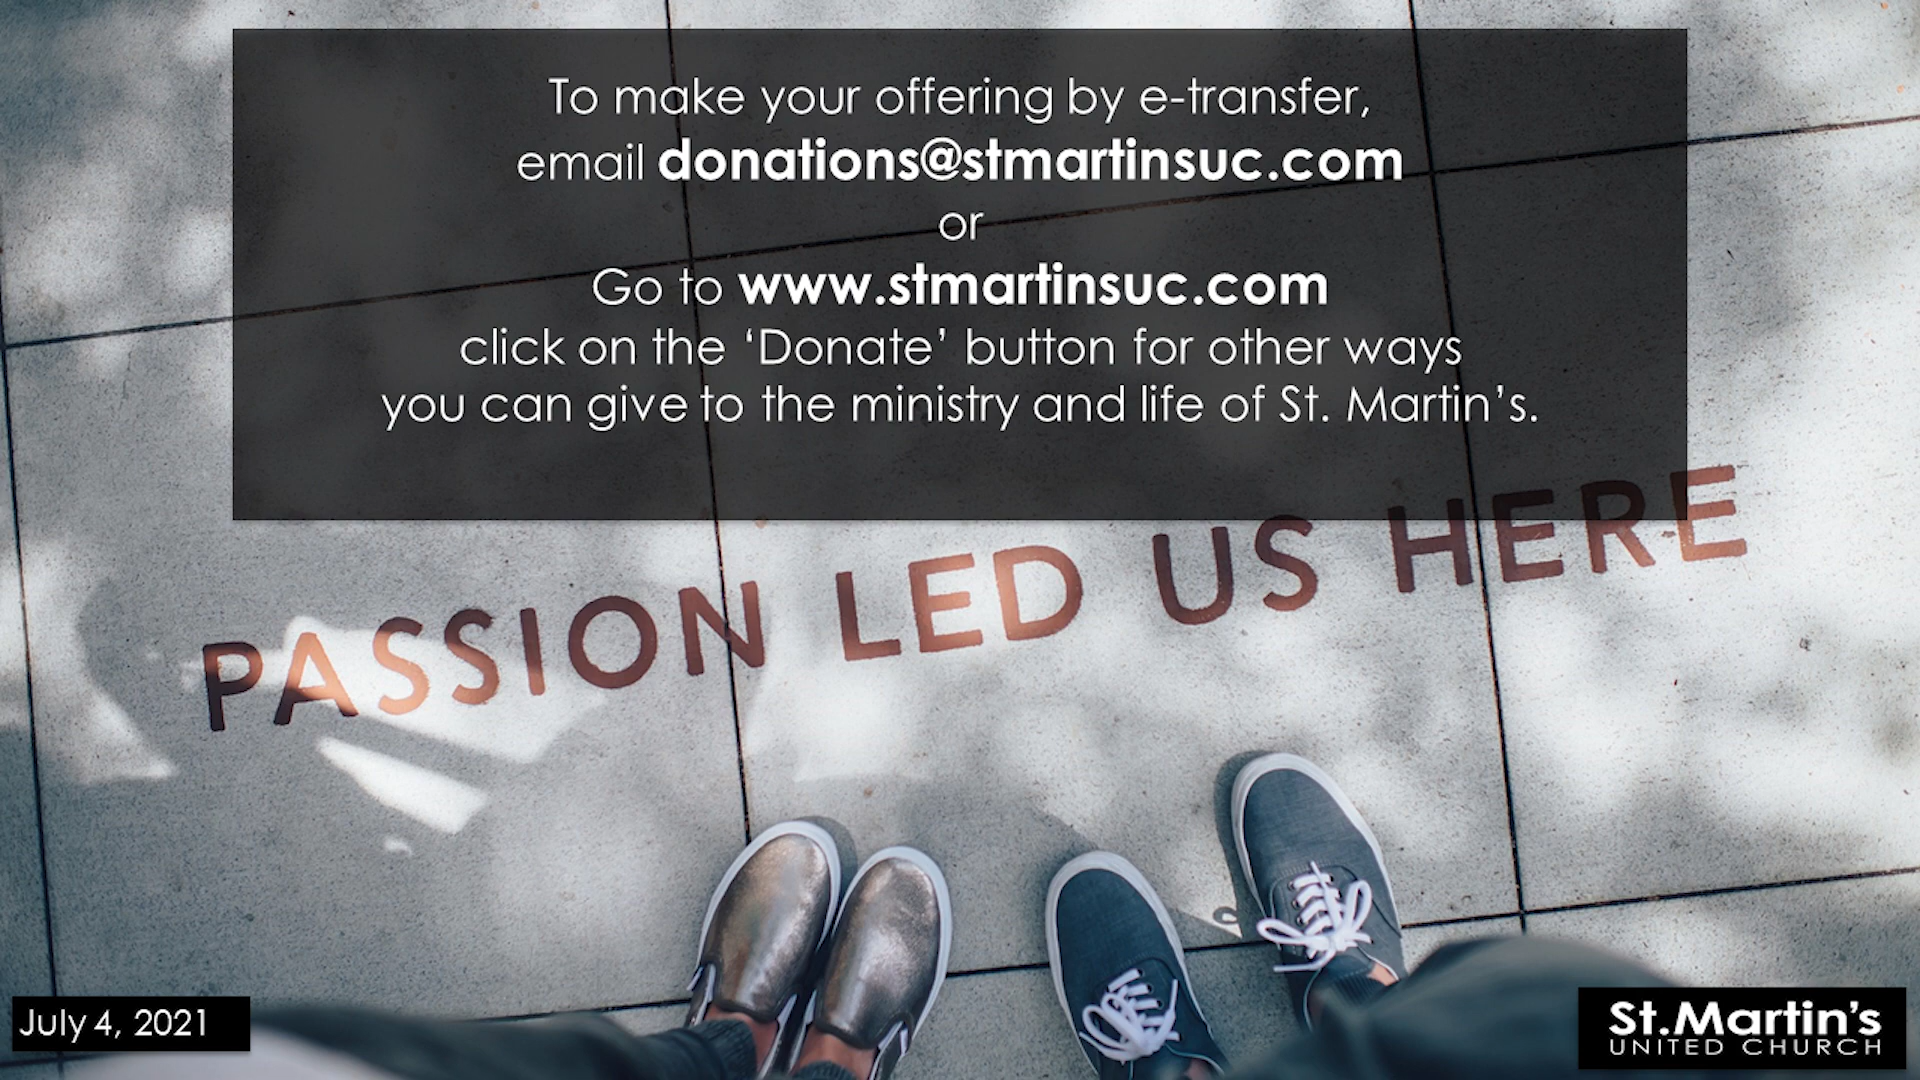 To make your offering by e-transfer,
email donations@stmartinsuc.com
or
Go to www.stmartinsuc.com
click on the ‘Donate’ button for other ways
you can give to the ministry and life of St. Martin’s.
PASSION LED US HERE
July 4, 2021
St.Martin's
UNITED CHURCH